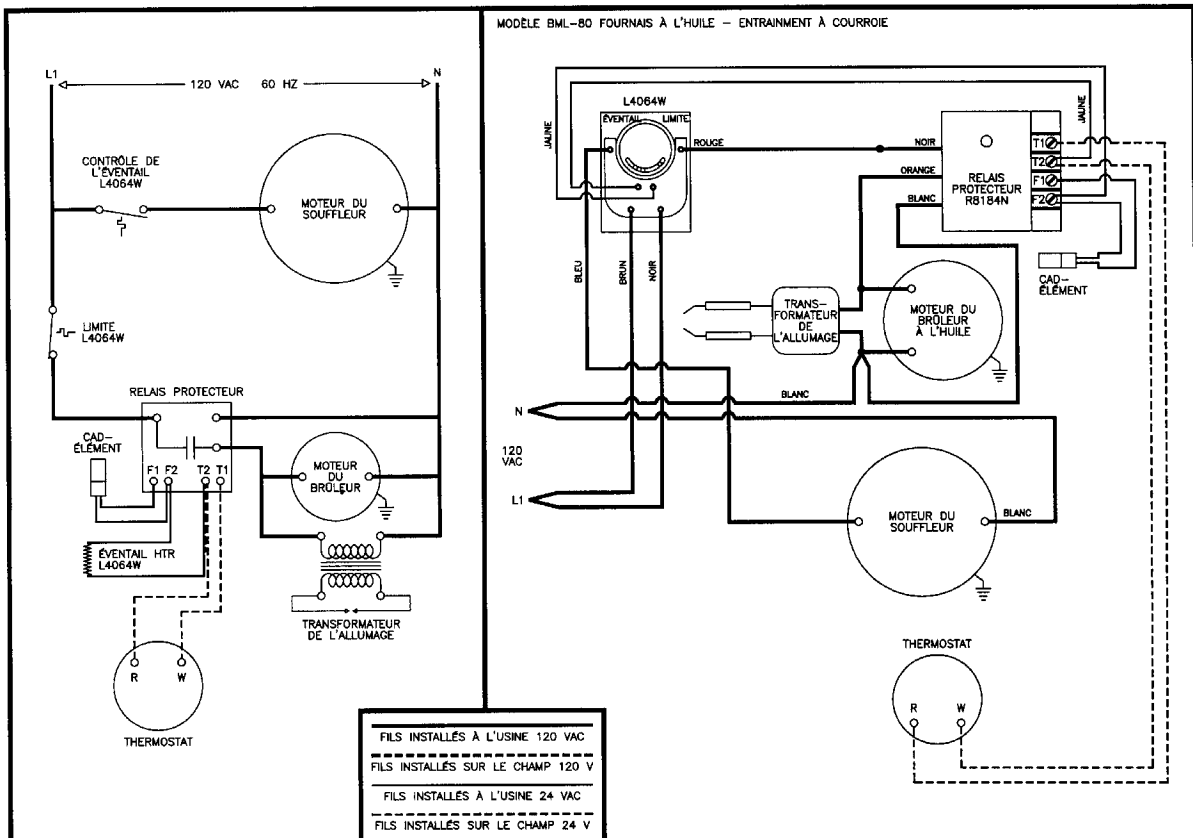 L1
120 VAC 60 HZ
N
CONTRÔLE DE
L'ÉVENTAIL
L4064W
MOTEUR DU
SOUFFLEUR
LIMITE
L4064W
RELAIS PROTECTEUR
CAD-
ÉLÉMENT
F1 F2 T2 T1
MOTEUR
DU
BRÛLEUR
ÉVENTAIL HTR
L4064W
TRANSFORMATEUR
DE L'ALLUMAGE
R W
THERMOSTAT
MODÈLE BML-80 FOURNAIS À L'HUILE – ENTRAINMENT À COURROIE
JAUNE
L4064W
ÉVENTAIL LIMITE
ROUGE
NOIR
ORANGE
BLANC
RELAIS
PROTECTEUR
R8184N
JAUNE
T1
T2
F1
F2
CAD-
ÉLÉMENT
BLEU
BRUN
NOIR
TRANS-
FORMATEUR
DE
L'ALLUMAGE
MOTEUR DU
BRÛLEUR
À L'HUILE
BLANC
N
120
VAC
L1
MOTEUR DU
SOUFFLEUR
BLANC
THERMOSTAT
R W
FILS INSTALLÉS À L'USINE 120 VAC
FILS INSTALLÉS SUR LE CHAMP 120 V
FILS INSTALLÉS À L'USINE 24 VAC
FILS INSTALLÉS SUR LE CHAMP 24 V